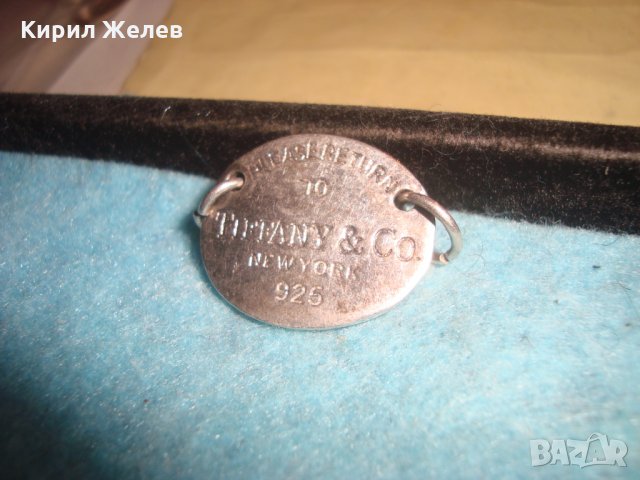 Кирил Желев
PLEASE RETURN
TO
TIFFANY & CO.
NEW YORK
925
BAZAR